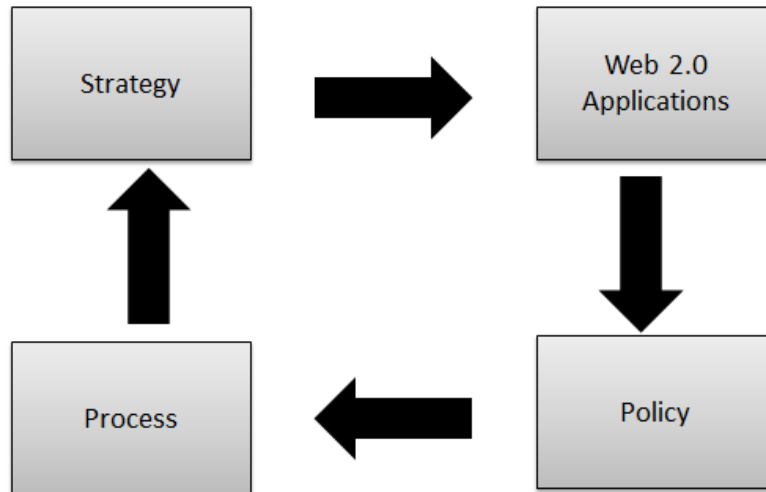 Strategy
Web 2.0
Applications
Process
Policy